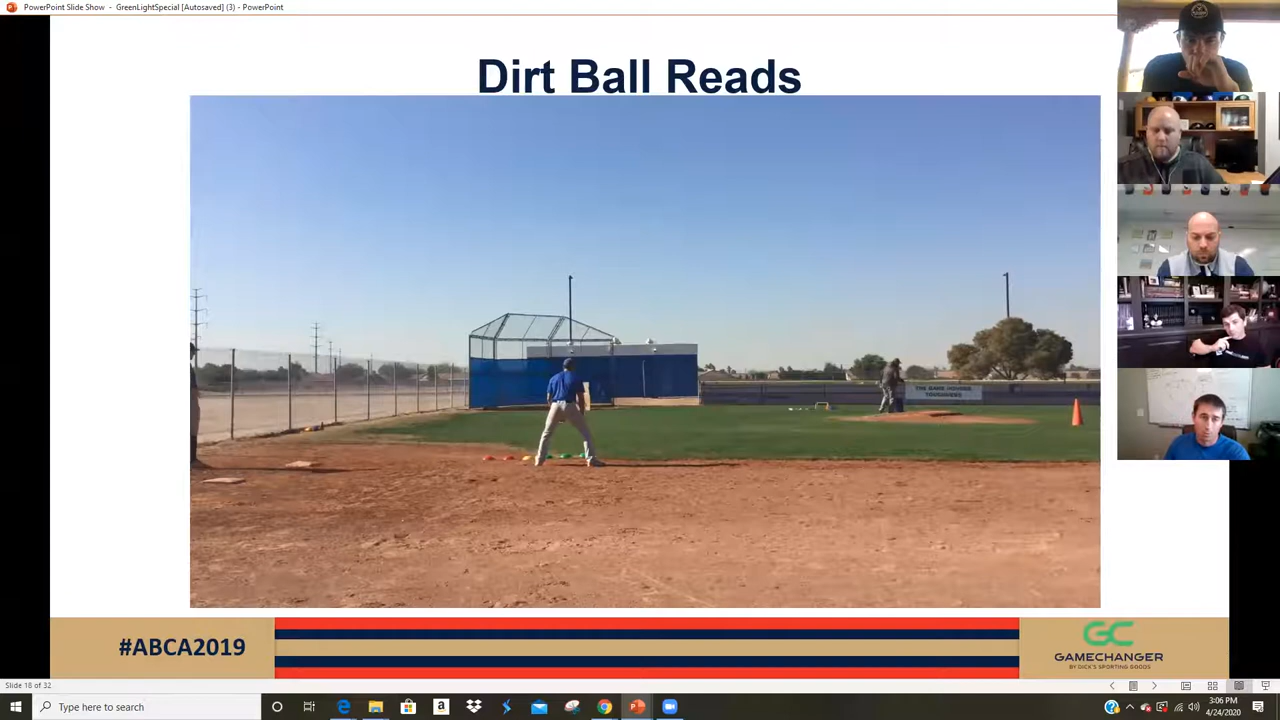 PowerPoint Slide Show - GreenLightSpecial [Autosaved] (3) - PowerPoint
Dirt Ball Reads
#ABCA2019
GC
GAMECHANGER
BY DICK'S SPORTING GOODS
Slide 18 of 32
Type here to search
3:06 PM
4/24/2020